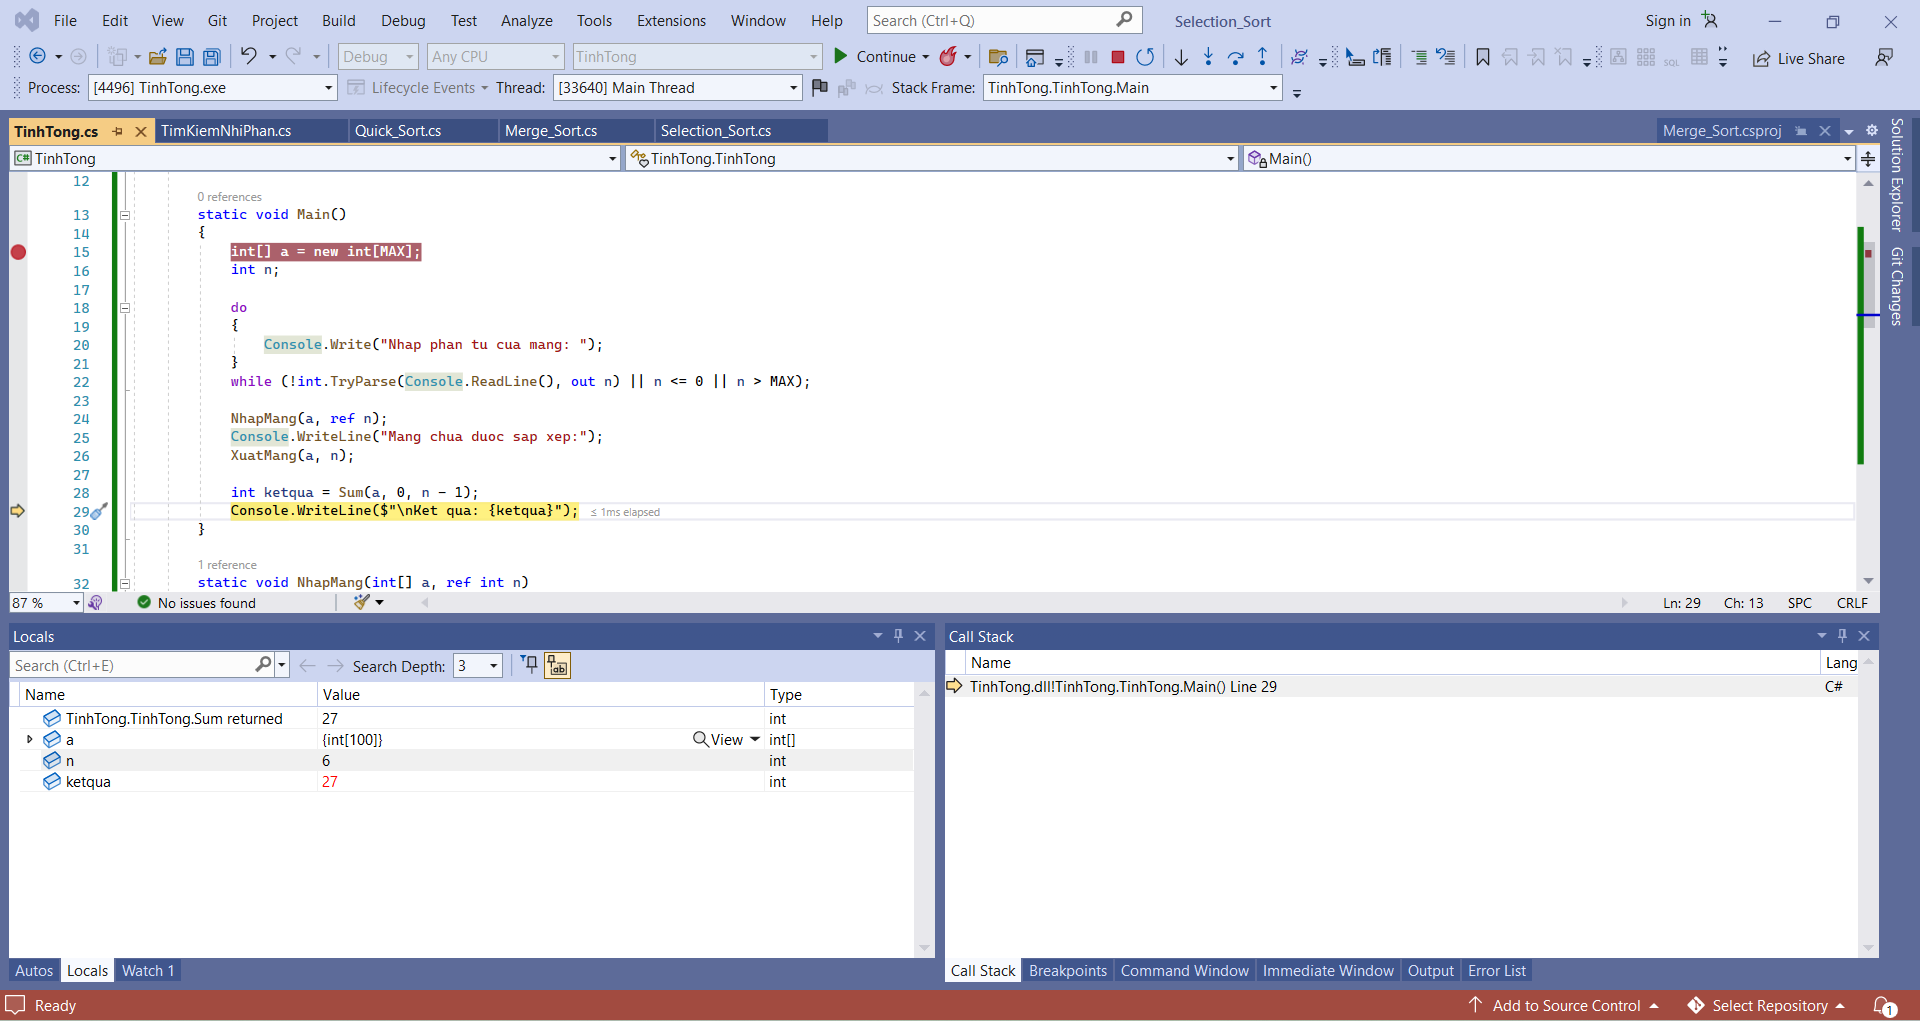 File Edit View Git Project Build Debug Test Analyze Tools Extensions Window Help Search (Ctrl+Q) Selection_Sort Sign in
Debug Any CPU TinhTong Continue SQL Live Share
Process: [4496] TinhTong.exe Lifecycle Events Thread: [33640] Main Thread Stack Frame: TinhTong.TinhTong.Main
TinhTong.cs TimKiemNhiPhan.cs Quick_Sort.cs Merge_Sort.cs Selection_Sort.cs Merge_Sort.csproj
C# TinhTong TinhTong.TinhTong Main()
Solution Explorer
Git Changes
12
0 references
13 static void Main()
14 {
15 int[] a = new int[MAX];
16 int n;
17
18 do
19 {
20 Console.Write("Nhap phan tu cua mang: ");
21 }
22 while (!int.TryParse(Console.ReadLine(), out n) || n <= 0 || n > MAX);
23
24 NhapMang(a, ref n);
25 Console.WriteLine("Mang chua duoc sap xep:");
26 XuatMang(a, n);
27
28 int ketqua = Sum(a, 0, n - 1);
29 Console.WriteLine($"\nKet qua: {ketqua}"); ≤ 1ms elapsed
30 }
31
1 reference
32 static void NhapMang(int[] a, ref int n)
87 % No issues found Ln: 29 Ch: 13 SPC CRLF
Locals
Search (Ctrl+E) Search Depth: 3 ab
Name Value Type
TinhTong.TinhTong.Sum returned 27 int
a {int[100]} View int[]
n 6 int
ketqua 27 int
Autos Locals Watch 1
Call Stack
Name Lang
TinhTong.dll!TinhTong.TinhTong.Main() Line 29 C#
Call Stack Breakpoints Command Window Immediate Window Output Error List
Ready Add to Source Control Select Repository 1